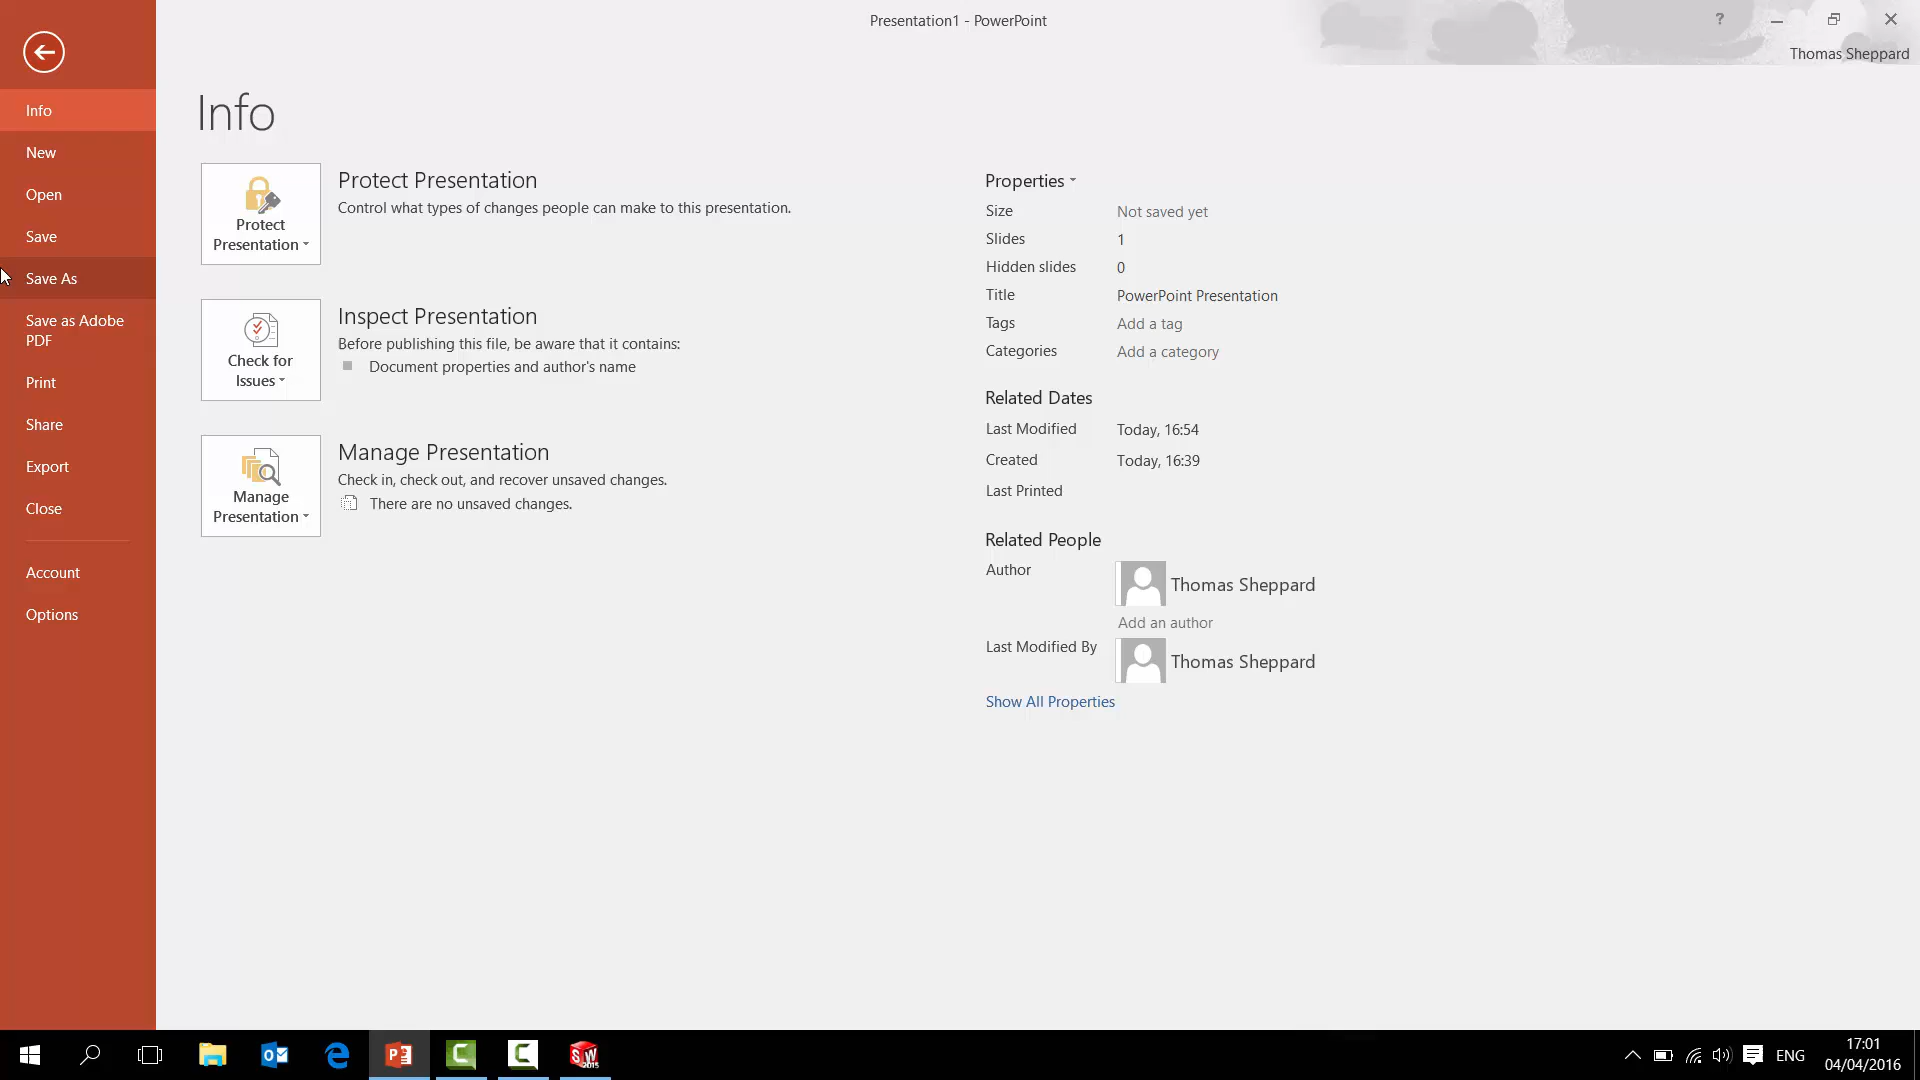 Presentation1 - PowerPoint
?
Thomas Sheppard
Info
New
Open
Save
Save As
Save as Adobe
PDF
Print
Share
Export
Close
Account
Options
Info
Protect
Presentation
Protect Presentation
Control what types of changes people can make to this presentation.
Check for
Issues
Inspect Presentation
Before publishing this file, be aware that it contains:
Document properties and author's name
Manage
Presentation
Manage Presentation
Check in, check out, and recover unsaved changes.
There are no unsaved changes.
Properties
Size Not saved yet
Slides 1
Hidden slides 0
Title PowerPoint Presentation
Tags Add a tag
Categories Add a category
Related Dates
Last Modified Today, 16:54
Created Today, 16:39
Last Printed
Related People
Author Thomas Sheppard
Add an author
Last Modified By Thomas Sheppard
Show All Properties
ENG
17:01
04/04/2016